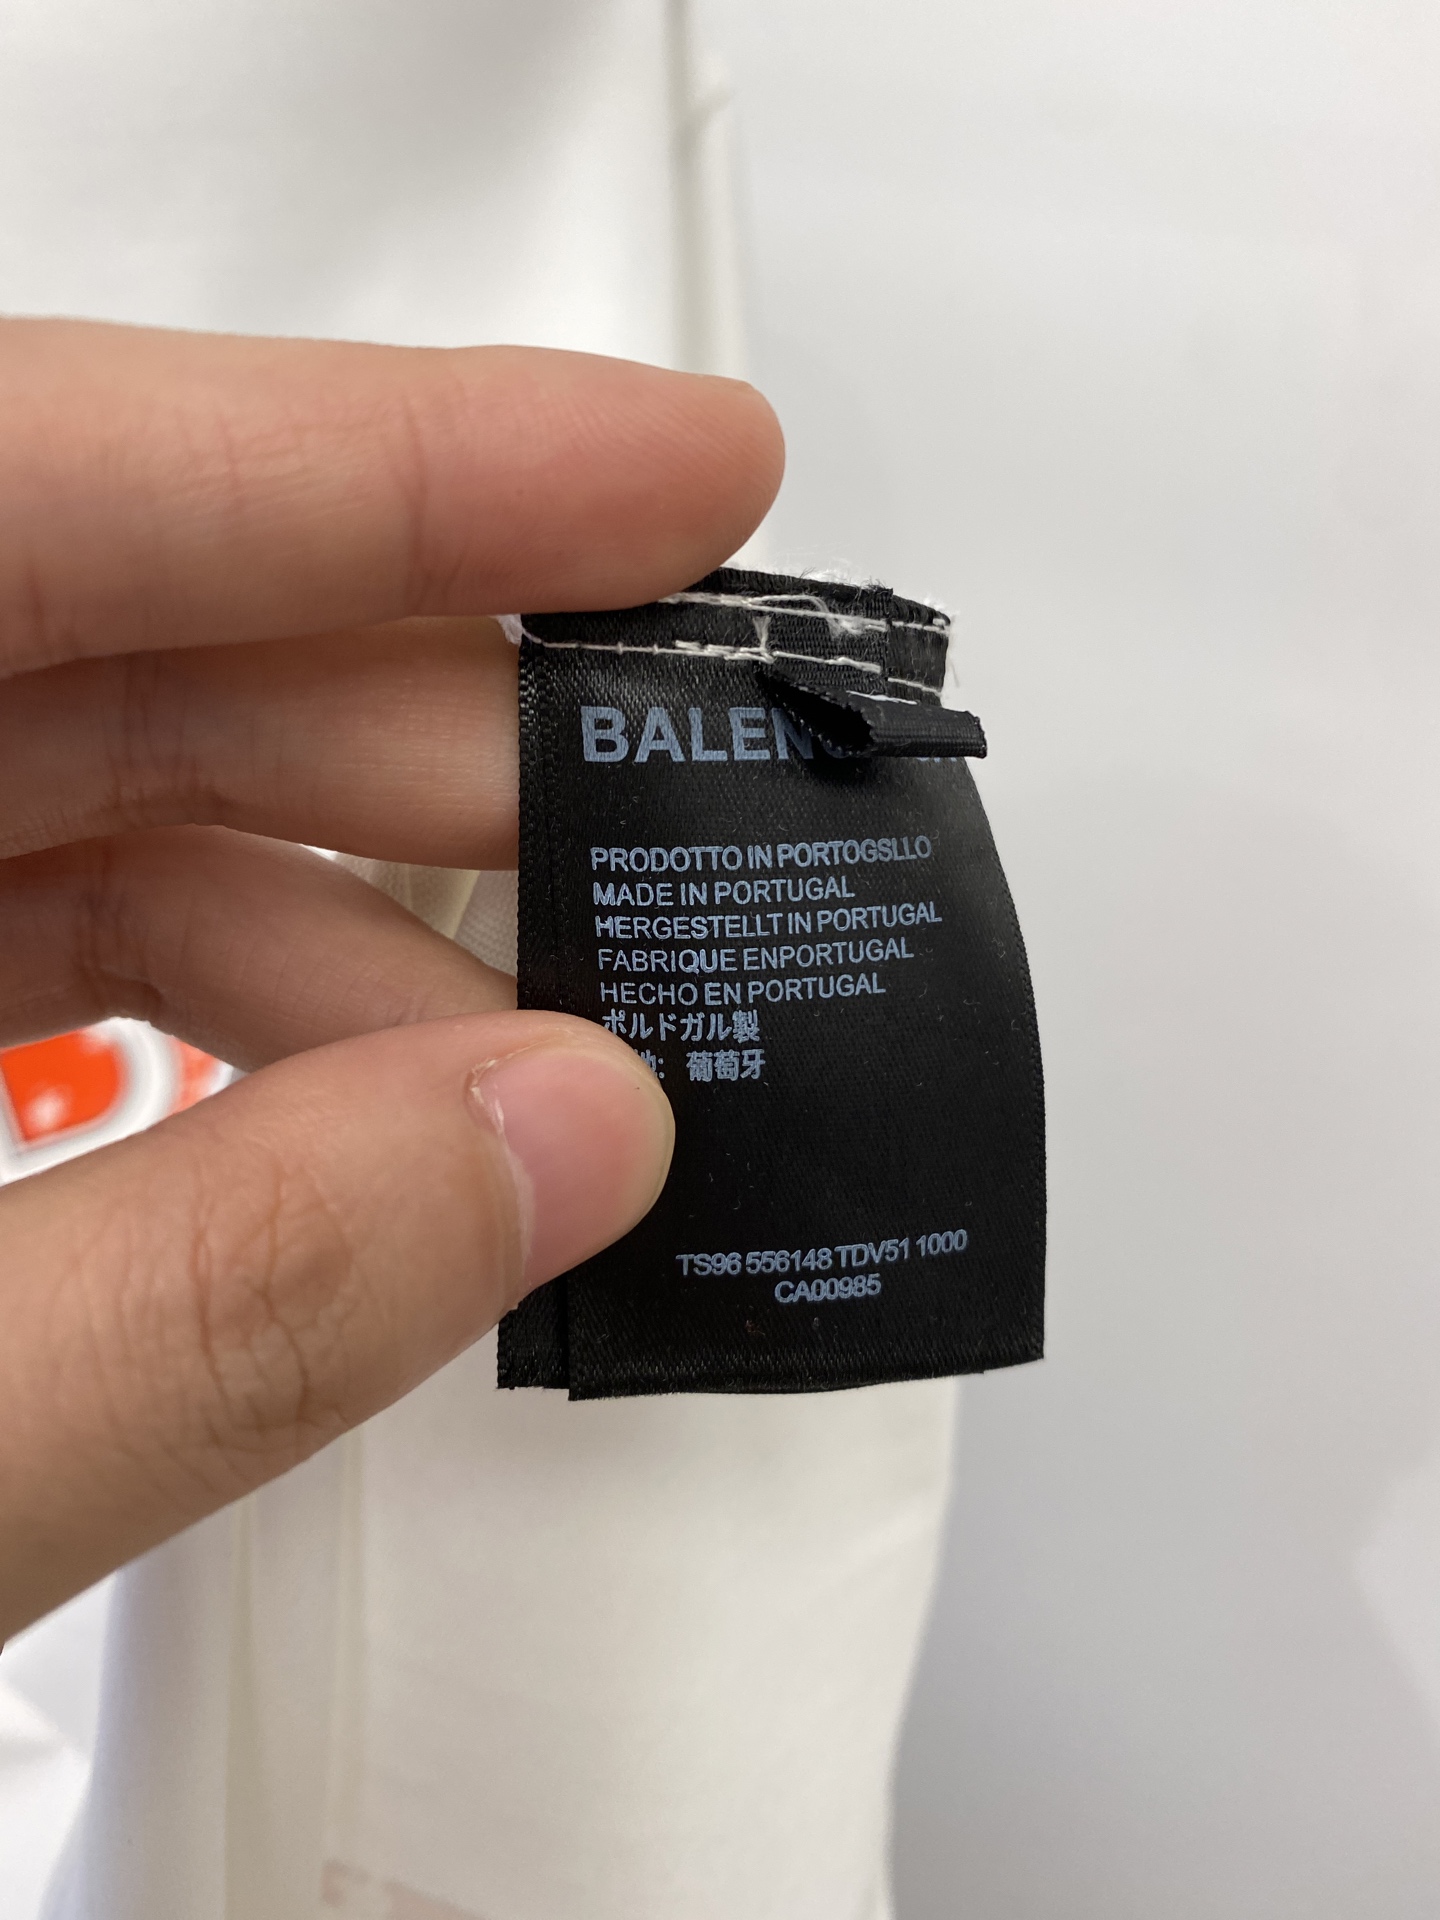 BALEN
PRODOTTO IN PORTOGSLLO
MADE IN PORTUGAL
HERGESTELLT IN PORTUGAL
FABRIQUE ENPORTUGAL
HECHO EN PORTUGAL
ポルドガル製
地: 葡萄牙
TS96 556148 TDV51 1000
CA00985